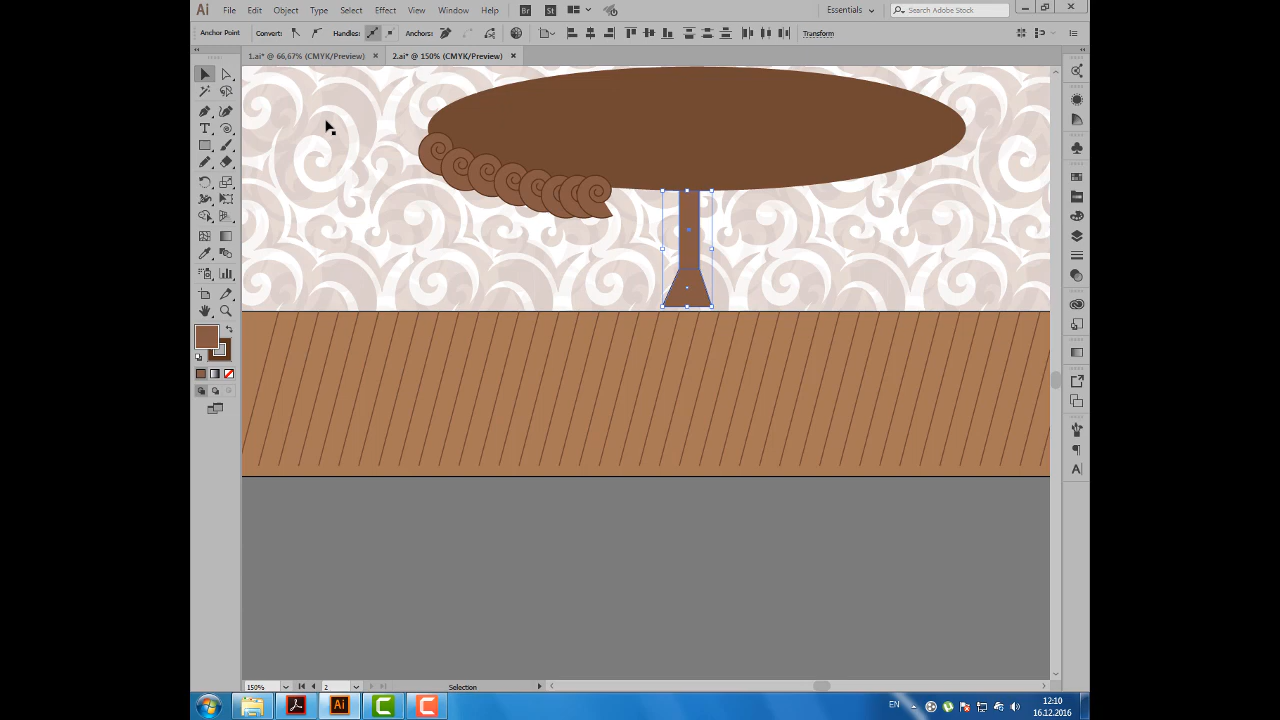 Ai File Edit Object Type Select Effect View Window Help Br St Essentials Search Adobe Stock
Anchor Point Convert: Handles: Anchors: Transform
1.ai* @ 66,67% (CMYK/Preview) × 2.ai* @ 150% (CMYK/Preview) ×
150% 2 Selection
Ai EN 12:10
16.12.2016